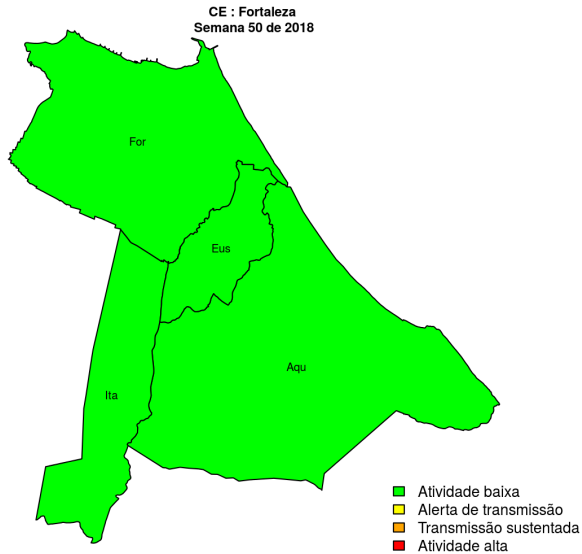 CE : Fortaleza
Semana 50 de 2018
For
Eus
Aqu
Ita
Atividade baixa
Alerta de transmissão
Transmissão sustentada
Atividade alta